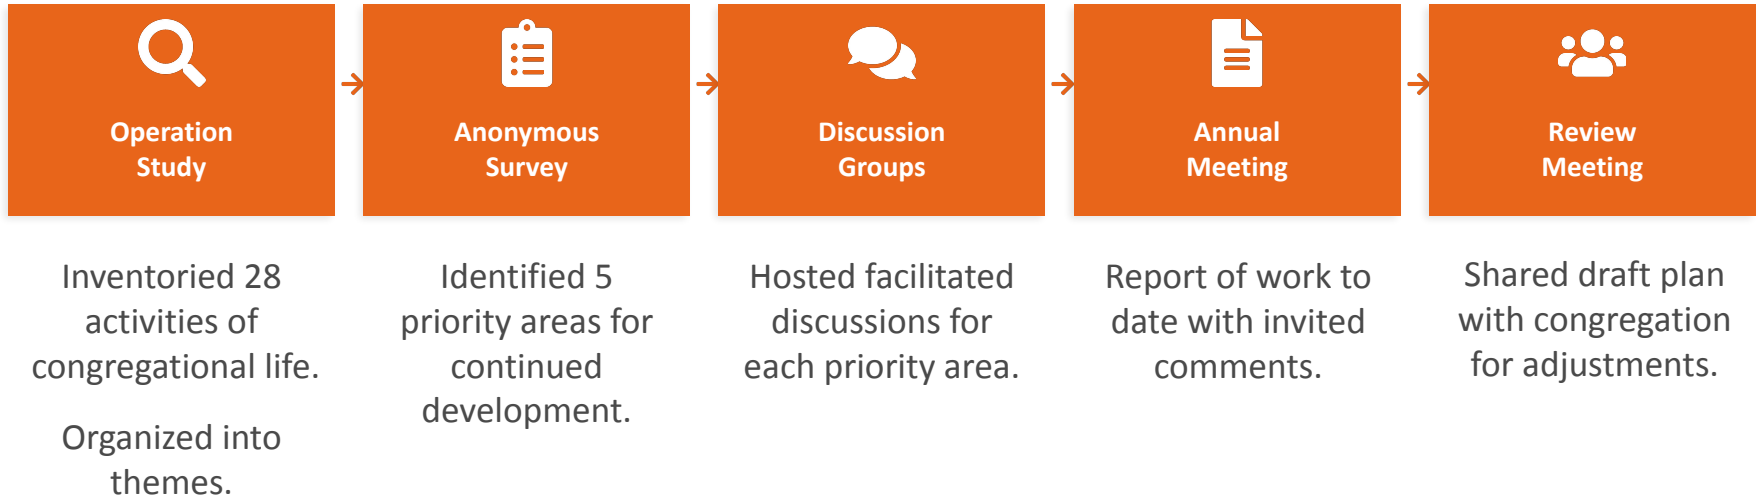 Operation
Study
Anonymous
Survey
Discussion
Groups
Annual
Meeting
Review
Meeting
Inventoried 28
activities of
congregational life.
Organized into
themes.
Identified 5
priority areas for
continued
development.
Hosted facilitated
discussions for
each priority area.
Report of work to
date with invited
comments.
Shared draft plan
with congregation
for adjustments.